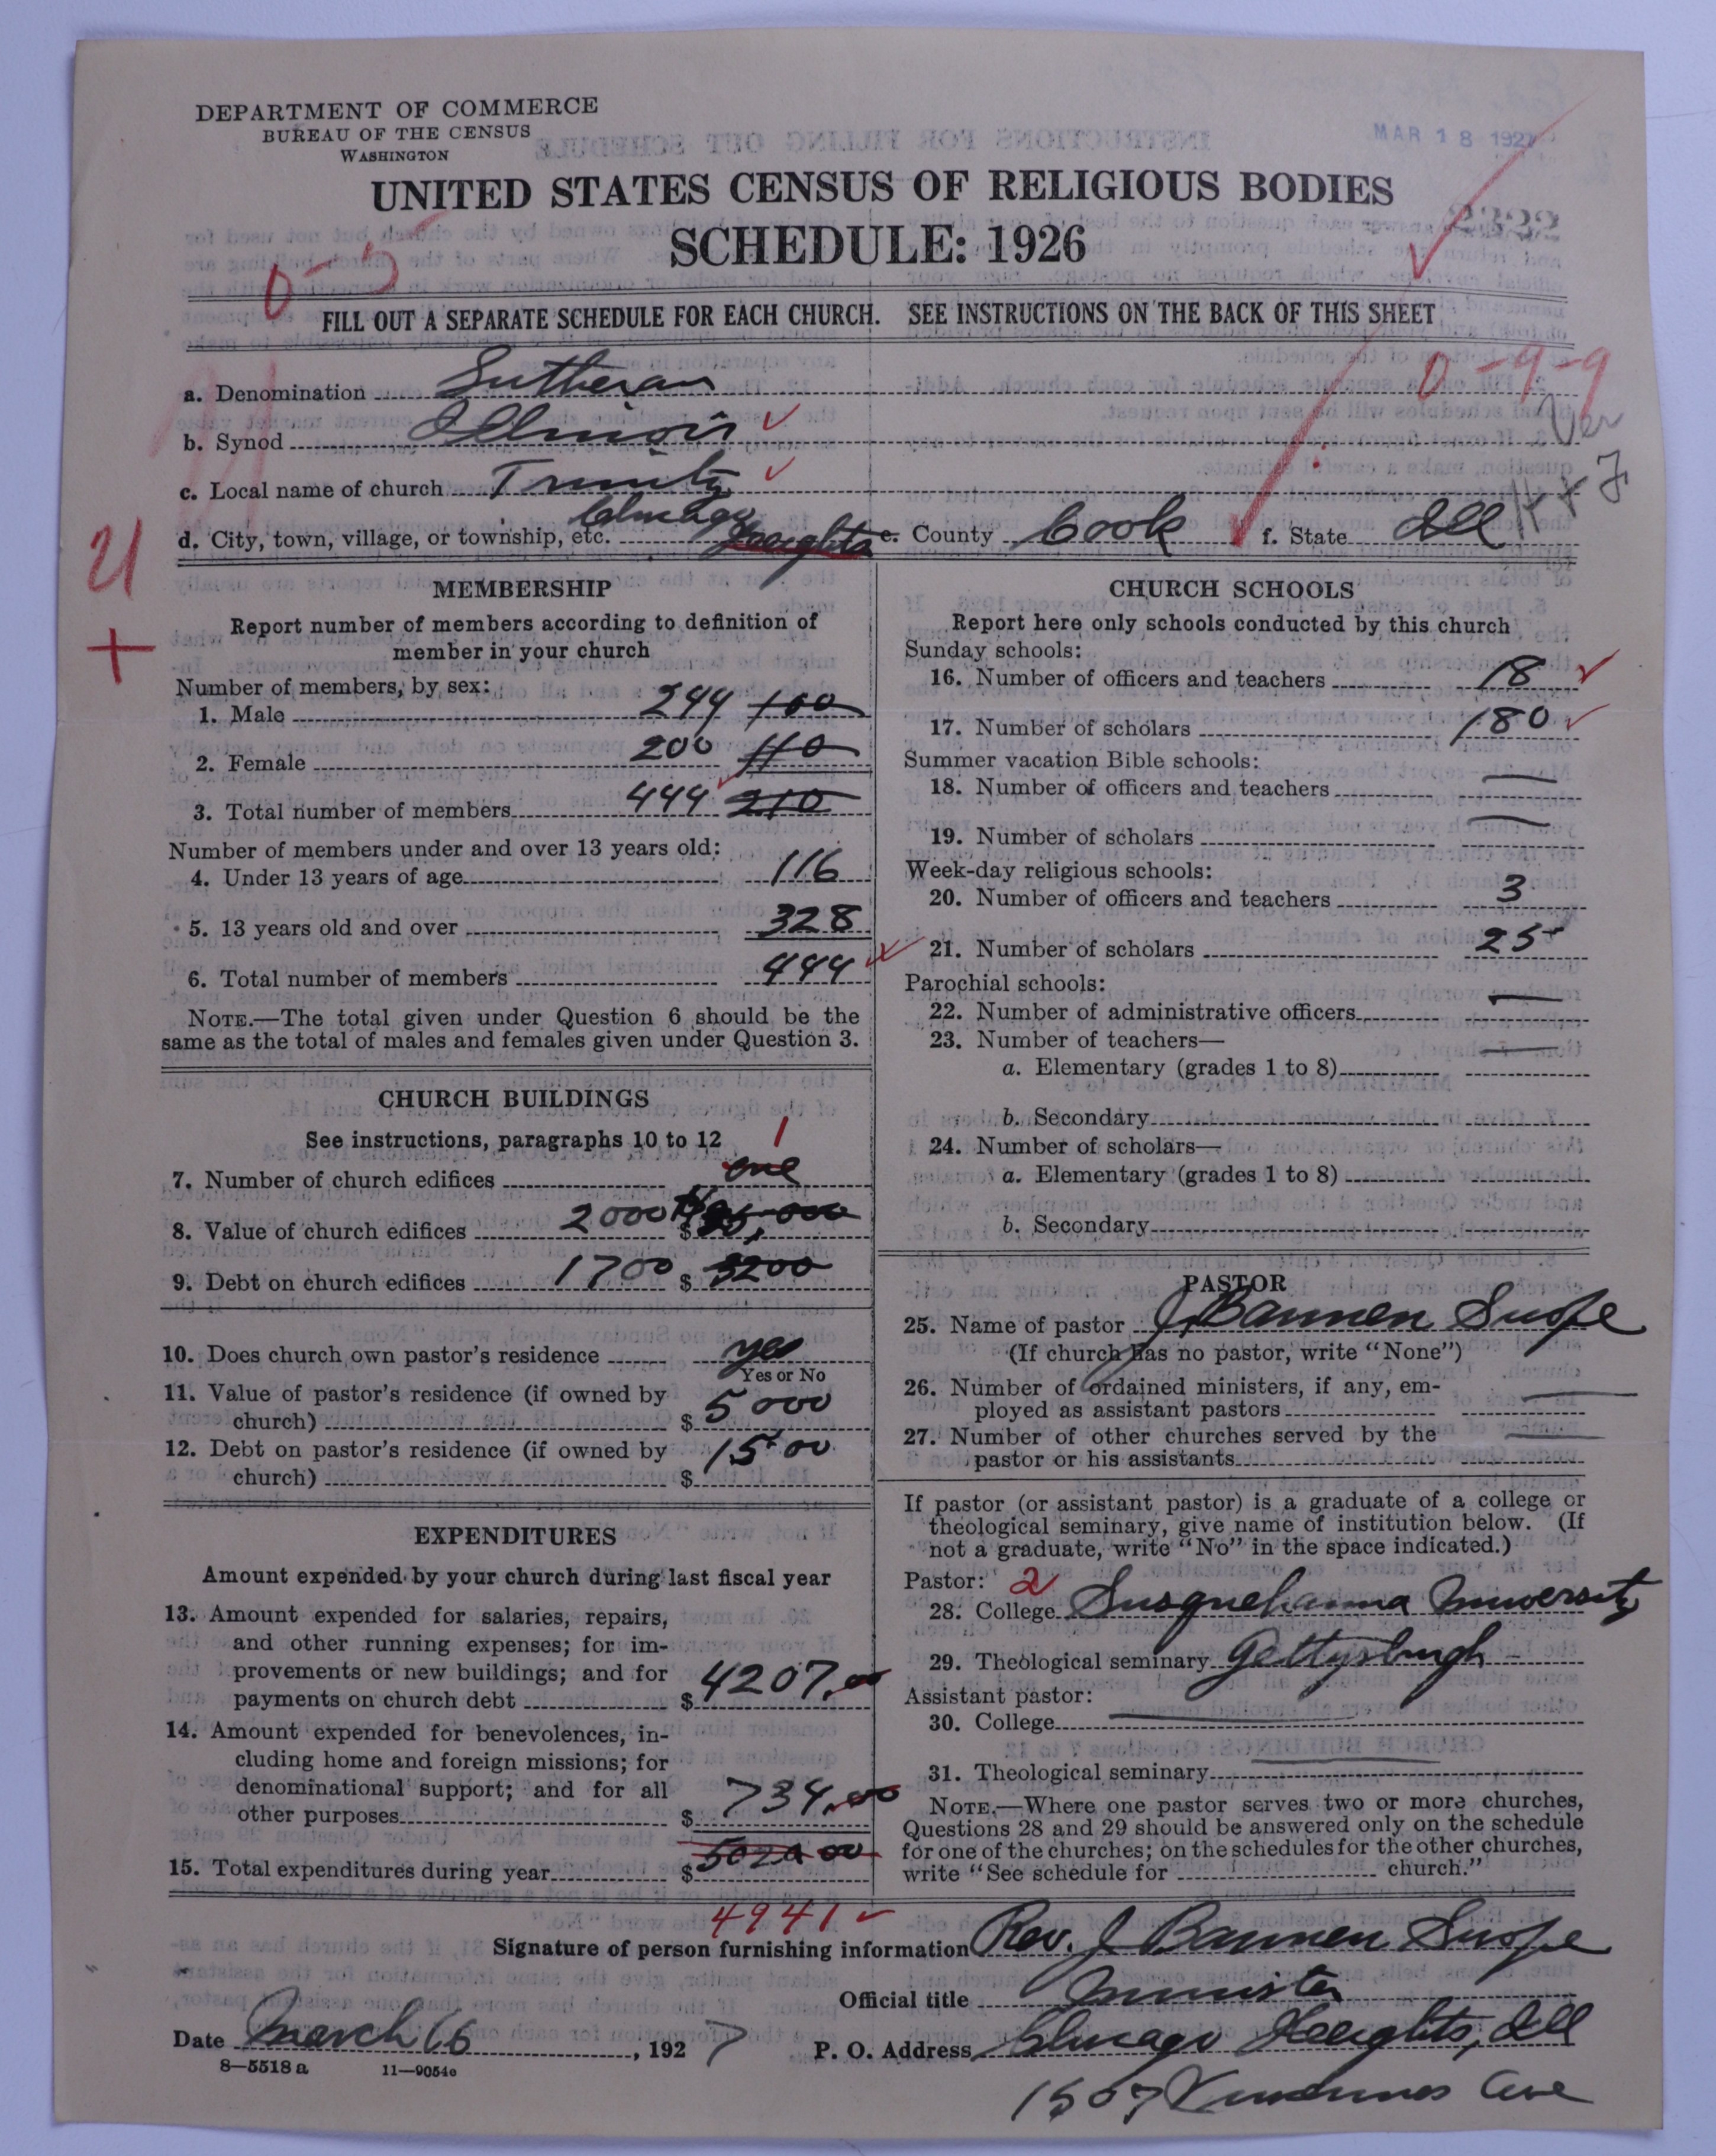 DEPARTMENT OF COMMERCE
BUREAU OF THE CENSUS
WASHINGTON
MAR 18 1927
UNITED STATES CENSUS OF RELIGIOUS BODIES
SCHEDULE: 1926
2322
0-5
FILL OUT A SEPARATE SCHEDULE FOR EACH CHURCH. SEE INSTRUCTIONS ON THE BACK OF THIS SHEET
0-9-9
a. Denomination Lutheran
b. Synod Illinois
Ver
c. Local name of church Trinity
d. City, town, village, or township, etc. Chicago Heights e. County Cook f. State Ill
MEMBERSHIP
Report number of members according to definition of
member in your church
Number of members, by sex:
1. Male 244 100
2. Female 200 110
3. Total number of members 444 210
Number of members under and over 13 years old:
4. Under 13 years of age 116
5. 13 years old and over 328
6. Total number of members 444
NOTE.—The total given under Question 6 should be the
same as the total of males and females given under Question 3.
CHURCH BUILDINGS
See instructions, paragraphs 10 to 12
1
7. Number of church edifices one
8. Value of church edifices 2000 $
9. Debt on church edifices 1700 $ 3200
10. Does church own pastor's residence yes
Yes or No
11. Value of pastor's residence (if owned by
church) $ 5000
12. Debt on pastor's residence (if owned by
church) $ 1500
EXPENDITURES
Amount expended by your church during last fiscal year
13. Amount expended for salaries, repairs,
and other running expenses; for im-
provements or new buildings; and for
payments on church debt $ 4207.00
14. Amount expended for benevolences, in-
cluding home and foreign missions; for
denominational support; and for all
other purposes $ 734.00
15. Total expenditures during year $
4941
CHURCH SCHOOLS
Report here only schools conducted by this church
Sunday schools:
16. Number of officers and teachers 18
17. Number of scholars 180
Summer vacation Bible schools:
18. Number of officers and teachers —
19. Number of scholars —
Week-day religious schools:
20. Number of officers and teachers 3
21. Number of scholars 25
Parochial schools:
22. Number of administrative officers —
23. Number of teachers—
a. Elementary (grades 1 to 8) —
b. Secondary
24. Number of scholars—
a. Elementary (grades 1 to 8)
b. Secondary
PASTOR
25. Name of pastor J. Bannen Swope
(If church has no pastor, write "None")
26. Number of ordained ministers, if any, em-
ployed as assistant pastors —
27. Number of other churches served by the
pastor or his assistants —
If pastor (or assistant pastor) is a graduate of a college or
theological seminary, give name of institution below. (If
not a graduate, write "No" in the space indicated.)
Pastor: 2
28. College Susquehanna University
29. Theological seminary Gettysburgh
Assistant pastor:
30. College
31. Theological seminary
NOTE.—Where one pastor serves two or more churches,
Questions 28 and 29 should be answered only on the schedule
for one of the churches; on the schedules for the other churches,
write "See schedule for church."
Signature of person furnishing information Rev. J Bannen Swope
Official title Minister
Date March 16, 1927
P. O. Address Chicago Heights, Ill
1507 Vincennes Ave
8—5518 a 11—9054